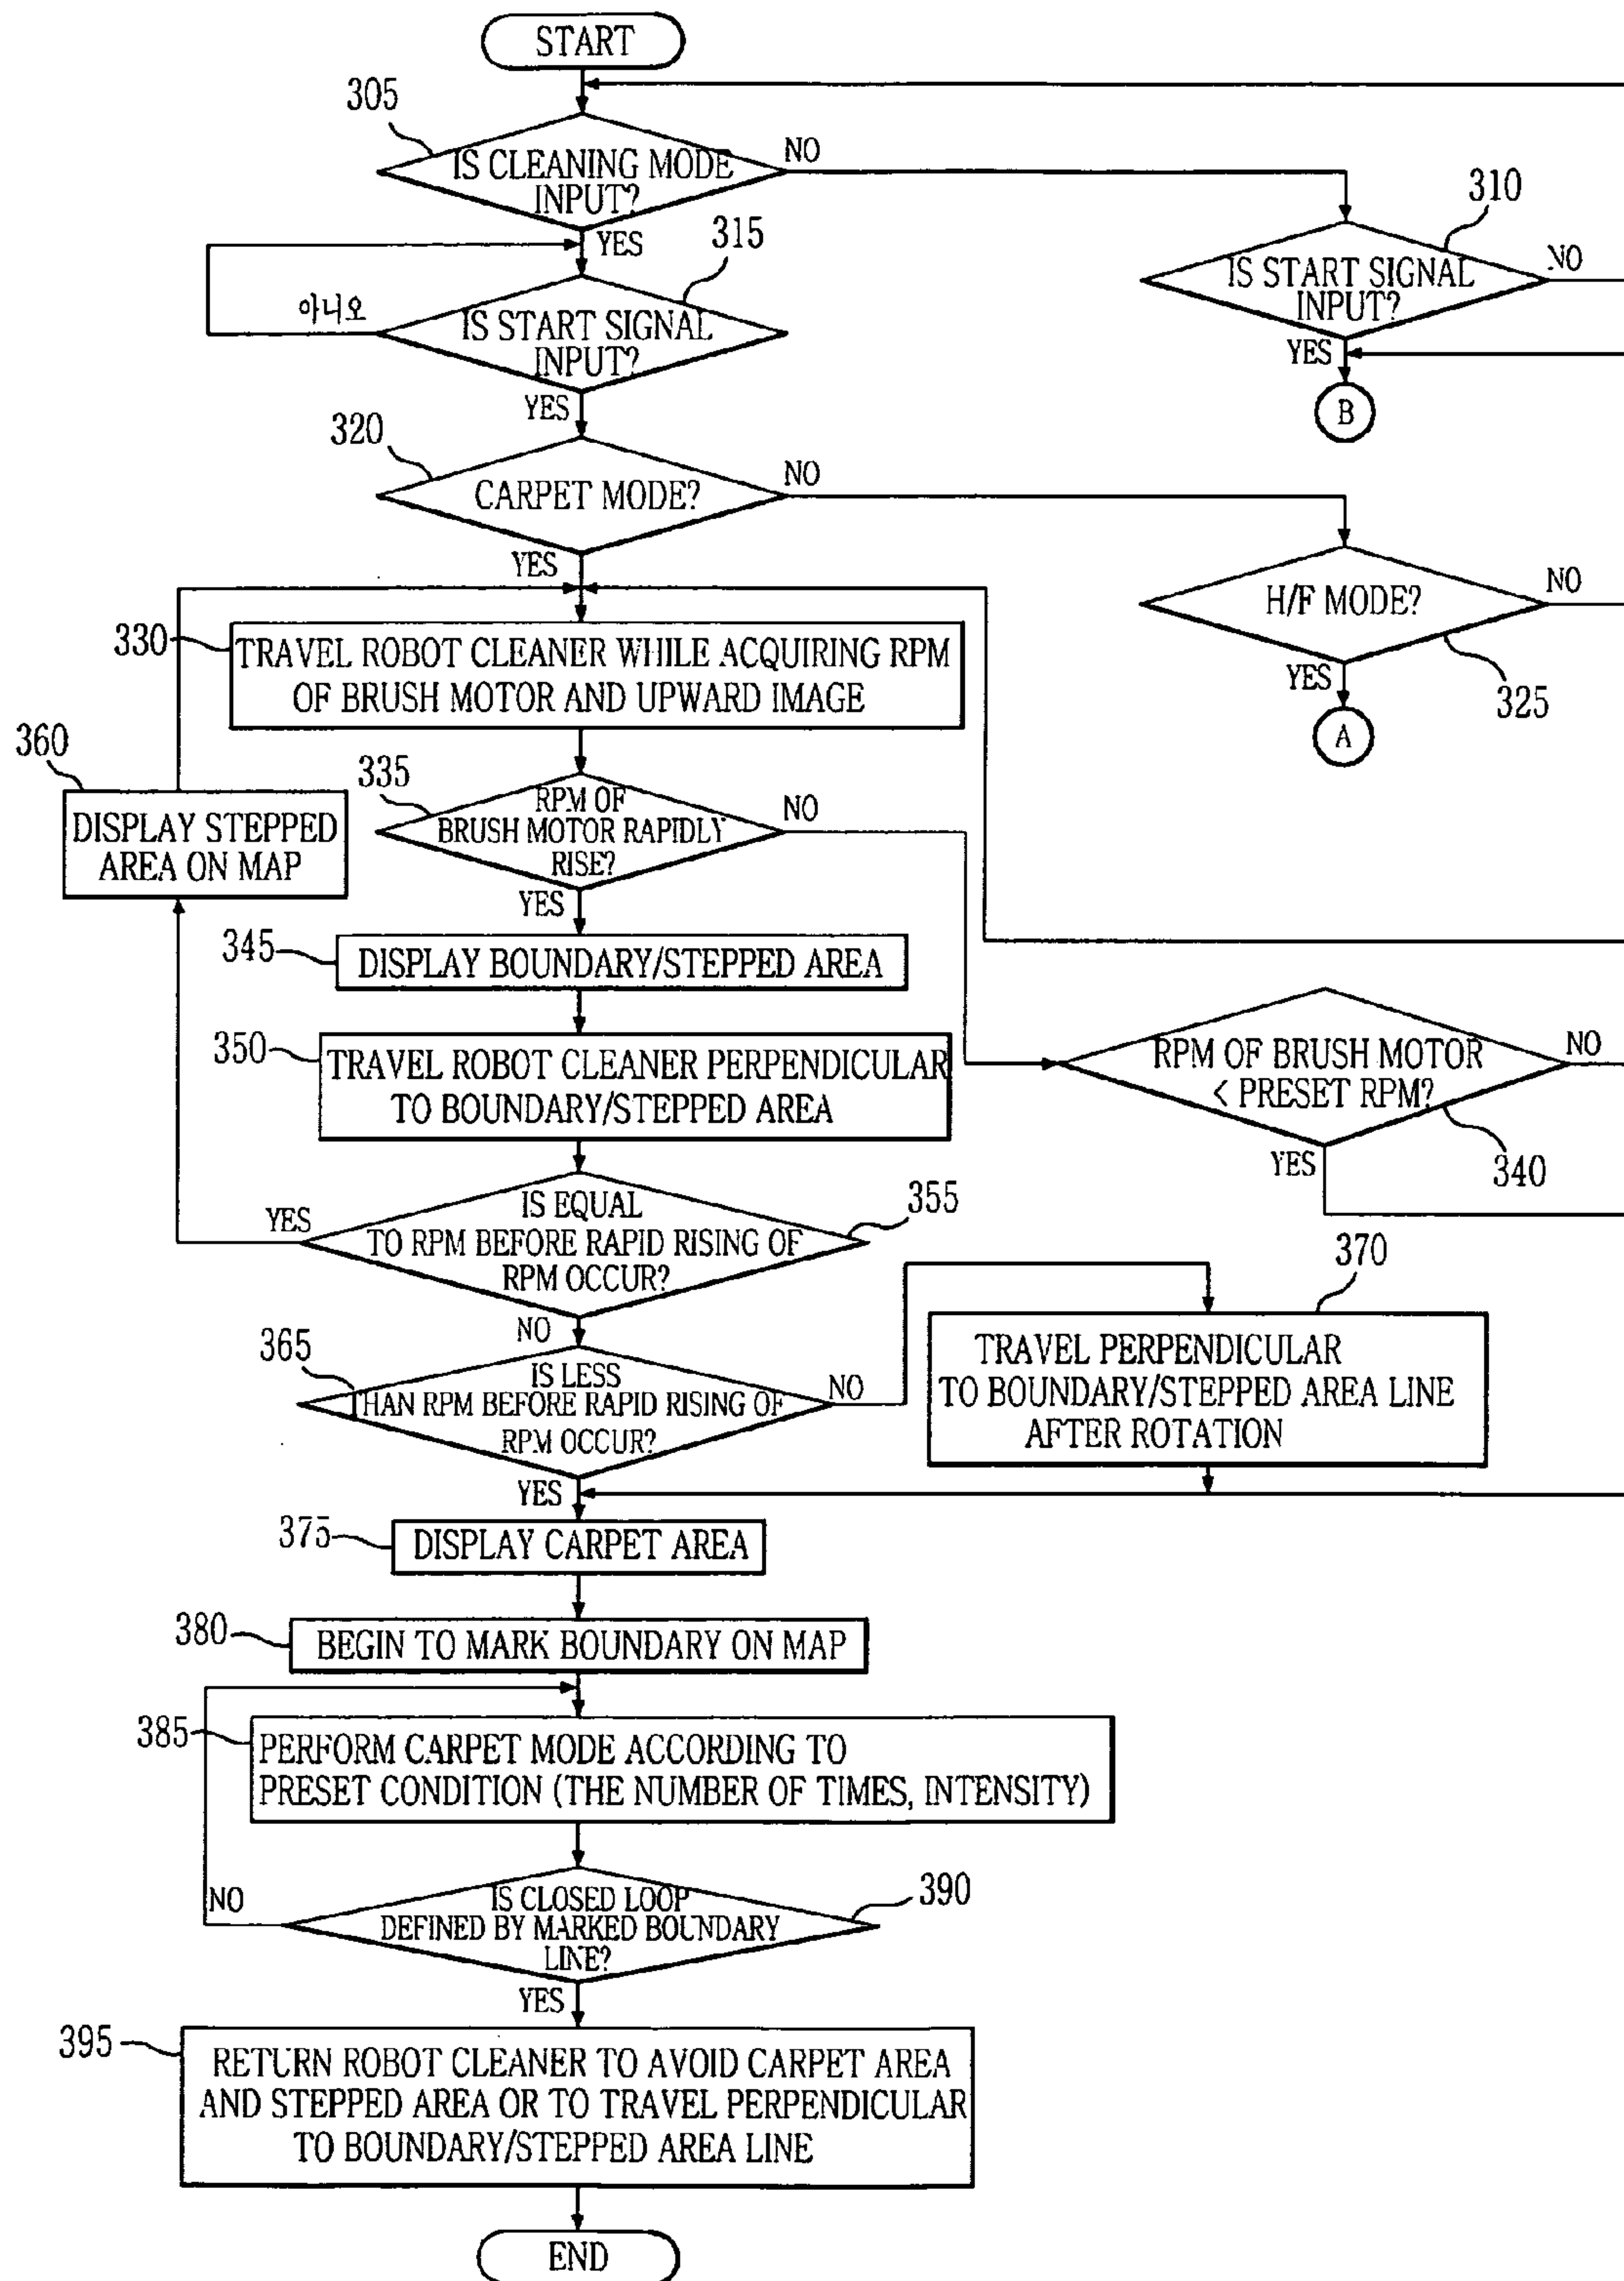 START
305
IS CLEANING MODE
INPUT?
NO
YES
310
IS START SIGNAL
INPUT?
NO
YES
B
315
아니오
IS START SIGNAL
INPUT?
YES
320
CARPET MODE?
NO
YES
H/F MODE?
NO
YES
325
A
330
TRAVEL ROBOT CLEANER WHILE ACQUIRING RPM
OF BRUSH MOTOR AND UPWARD IMAGE
360
DISPLAY STEPPED
AREA ON MAP
335
RPM OF
BRUSH MOTOR RAPIDLY
RISE?
NO
YES
345
DISPLAY BOUNDARY/STEPPED AREA
350
TRAVEL ROBOT CLEANER PERPENDICULAR
TO BOUNDARY/STEPPED AREA
RPM OF BRUSH MOTOR
< PRESET RPM?
NO
YES
340
355
IS EQUAL
TO RPM BEFORE RAPID RISING OF
RPM OCCUR?
YES
NO
365
IS LESS
THAN RPM BEFORE RAPID RISING OF
RPM OCCUR?
NO
YES
370
TRAVEL PERPENDICULAR
TO BOUNDARY/STEPPED AREA LINE
AFTER ROTATION
375
DISPLAY CARPET AREA
380
BEGIN TO MARK BOUNDARY ON MAP
385
PERFORM CARPET MODE ACCORDING TO
PRESET CONDITION (THE NUMBER OF TIMES, INTENSITY)
390
IS CLOSED LOOP
DEFINED BY MARKED BOUNDARY
LINE?
NO
YES
395
RETURN ROBOT CLEANER TO AVOID CARPET AREA
AND STEPPED AREA OR TO TRAVEL PERPENDICULAR
TO BOUNDARY/STEPPED AREA LINE
END